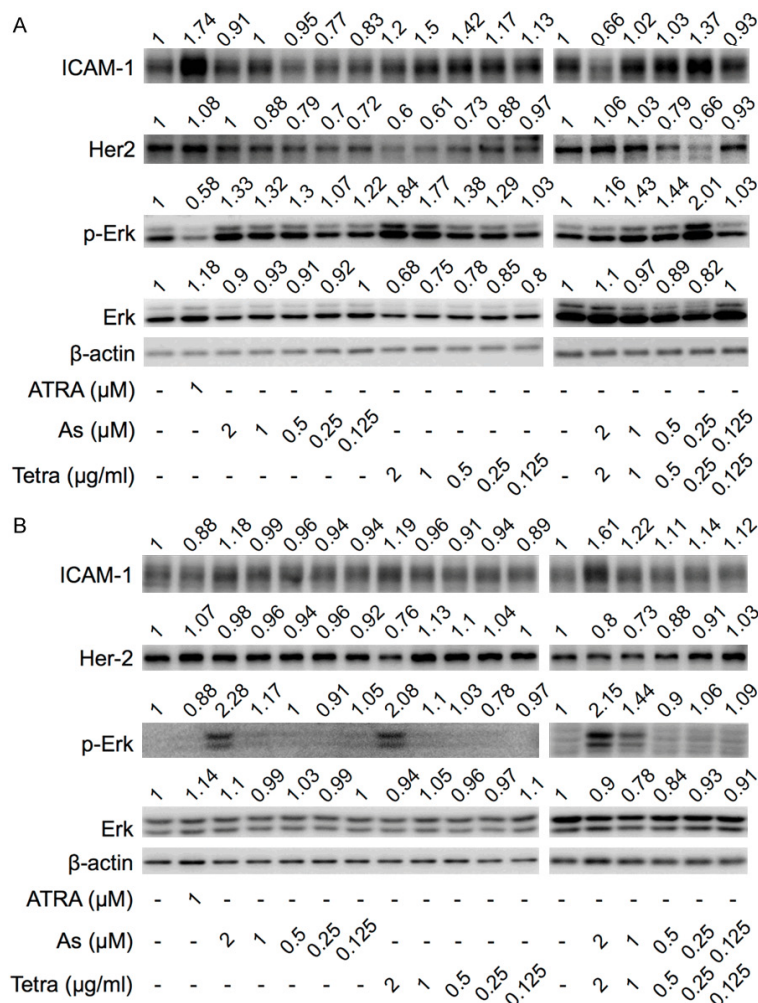 A
1 1.74 0.91 1 0.95 0.77 0.83 1.2 1.5 1.42 1.17 1.13 1 0.66 1.02 1.03 1.37 0.93
ICAM-1
1 1.08 1 0.88 0.79 0.7 0.72 0.6 0.61 0.73 0.88 0.97 1 1.06 1.03 0.79 0.66 0.93
Her2
1 0.58 1.33 1.32 1.3 1.07 1.22 1.84 1.77 1.38 1.29 1.03 1 1.16 1.43 1.44 2.01 1.03
p-Erk
1 1.18 0.9 0.93 0.91 0.92 1 0.68 0.75 0.78 0.85 0.8 1 1.1 0.97 0.89 0.82 1
Erk
β-actin
ATRA (µM) - 1 - - - - - - - - - - - - - - - -
As (µM) - - 2 1 0.5 0.25 0.125 - - - - - - 2 1 0.5 0.25 0.125
Tetra (µg/ml) - - - - - - - 2 1 0.5 0.25 0.125 - 2 1 0.5 0.25 0.125
B
1 0.88 1.18 0.99 0.96 0.94 0.94 1.19 0.96 0.91 0.94 0.89 1 1.61 1.22 1.11 1.14 1.12
ICAM-1
1 1.07 0.98 0.96 0.94 0.96 0.92 0.76 1.13 1.1 1.04 1 1 0.8 0.73 0.88 0.91 1.03
Her-2
1 0.88 2.28 1.17 1 0.91 1.05 2.08 1.1 1.03 0.78 0.97 1 2.15 1.44 0.9 1.06 1.09
p-Erk
1 1.14 1.1 0.99 1.03 0.99 1 0.94 1.05 0.96 0.97 1.1 1 0.9 0.78 0.84 0.93 0.91
Erk
β-actin
ATRA (µM) - 1 - - - - - - - - - - - - - - - -
As (µM) - - 2 1 0.5 0.25 0.125 - - - - - - 2 1 0.5 0.25 0.125
Tetra (µg/ml) - - - - - - - 2 1 0.5 0.25 0.125 - 2 1 0.5 0.25 0.125